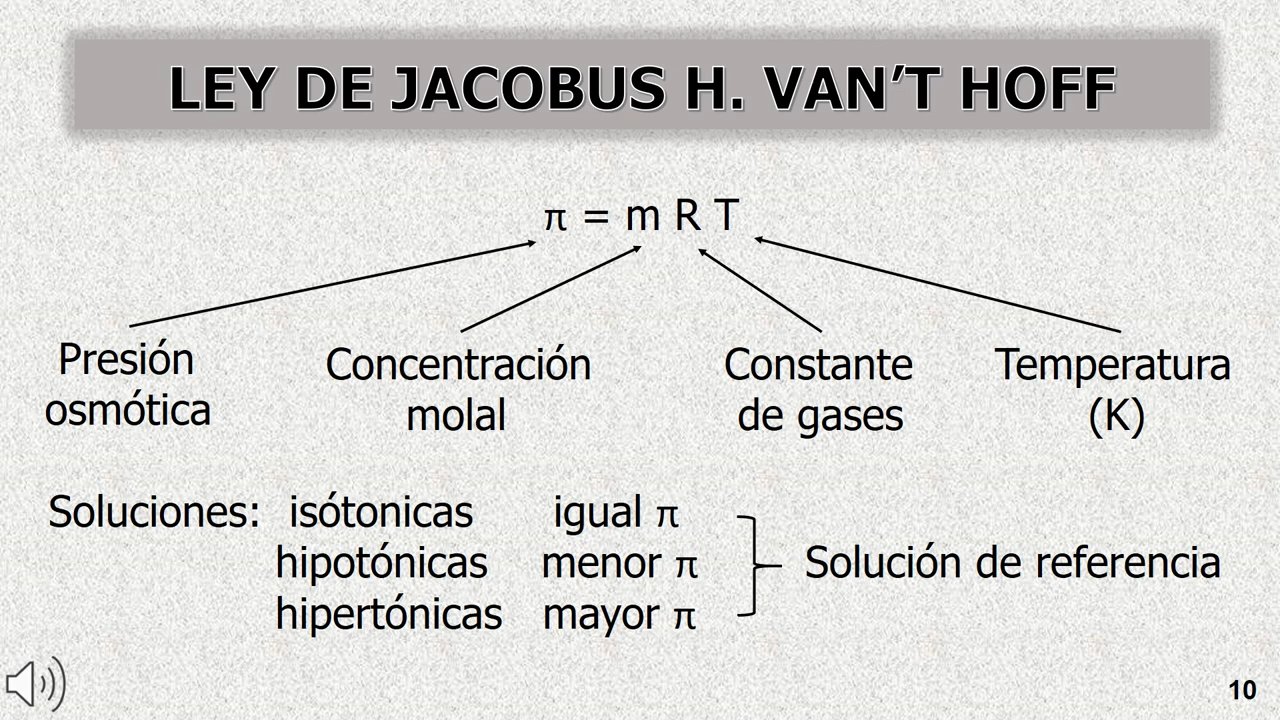 LEY DE JACOBUS H. VAN’T HOFF
π = m R T
Presión
osmótica
Concentración
molal
Constante
de gases
Temperatura
(K)
Soluciones: isótonicas igual π
hipotónicas menor π
hipertónicas mayor π
Solución de referencia
10